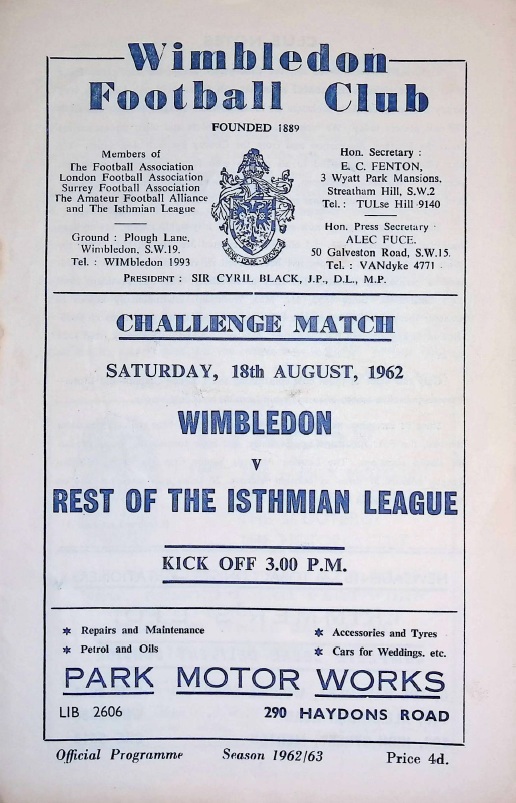 Wimbledon
Football Club
FOUNDED 1889
Members of
The Football Association
London Football Association
Surrey Football Association
The Amateur Football Alliance
and The Isthmian League
Ground : Plough Lane,
Wimbledon, S.W.19.
Tel. : WIMbledon 1993
Hon. Secretary :
E. C. FENTON,
3 Wyatt Park Mansions,
Streatham Hill, S.W.2
Tel. : TULse Hill 9140
Hon. Press Secretary :
ALEC FUCE.
50 Galveston Road, S.W.15.
Tel. : VANdyke 4771
PRESIDENT : SIR CYRIL BLACK, J.P., D.L., M.P.
CHALLENGE MATCH
SATURDAY, 18th AUGUST, 1962
WIMBLEDON
v
REST OF THE ISTHMIAN LEAGUE
KICK OFF 3.00 P.M.
* Repairs and Maintenance
* Petrol and Oils
* Accessories and Tyres
* Cars for Weddings. etc.
PARK MOTOR WORKS
LIB 2606
290 HAYDONS ROAD
Official Programme Season 1962/63 Price 4d.